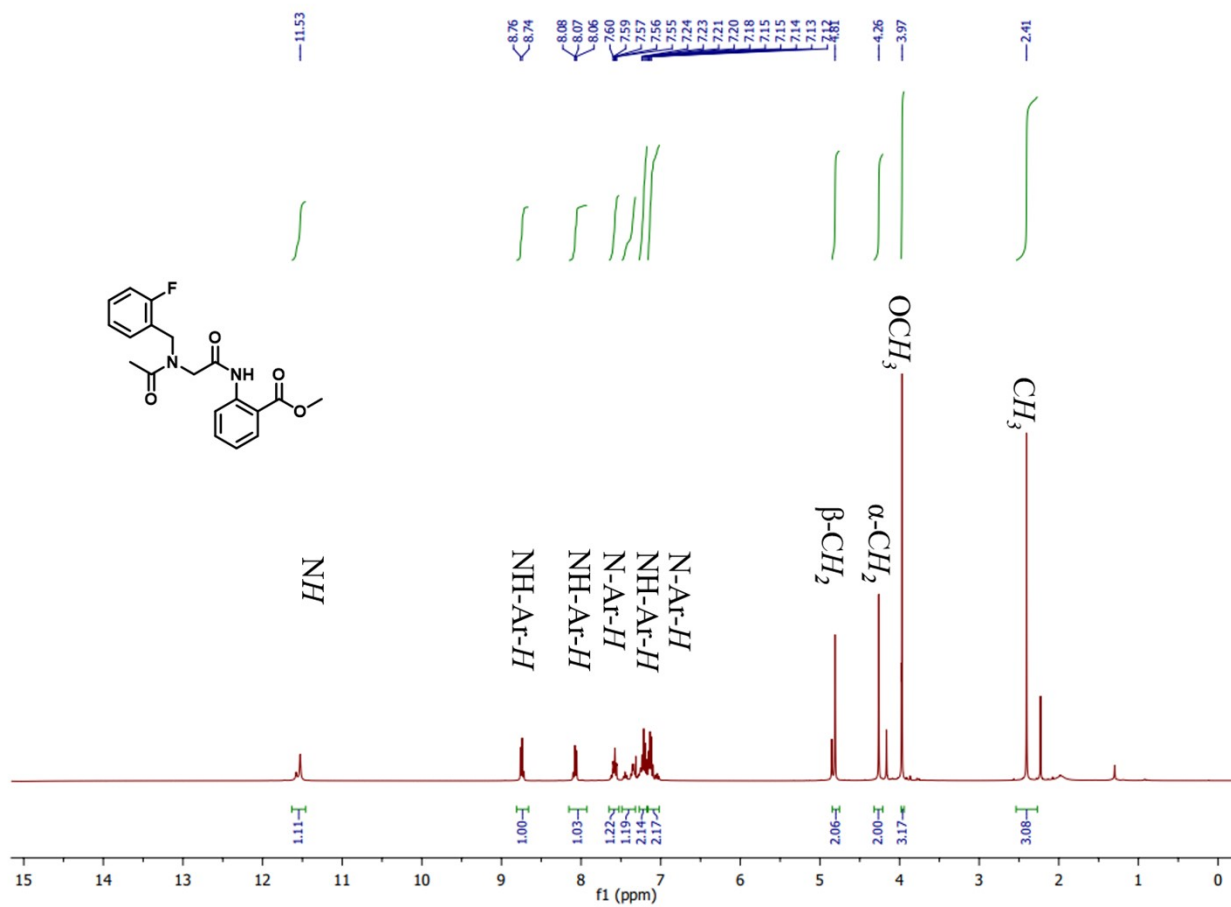 11.53
8.76
8.74
8.08
8.07
8.06
7.60
7.59
7.57
7.56
7.55
7.24
7.23
7.21
7.20
7.18
7.15
7.15
7.14
7.13
7.12
4.81
4.26
3.97
2.41
F
O
N
NH
O
O
O
NH
NH-Ar-H
NH-Ar-H
N-Ar-H
NH-Ar-H
N-Ar-H
β-CH₂
α-CH₂
OCH₃
CH₃
1.11
1.00
1.03
1.22
1.19
2.14
2.17
2.06
2.00
3.17
3.08
15 14 13 12 11 10 9 8 7 6 5 4 3 2 1 0
f1 (ppm)